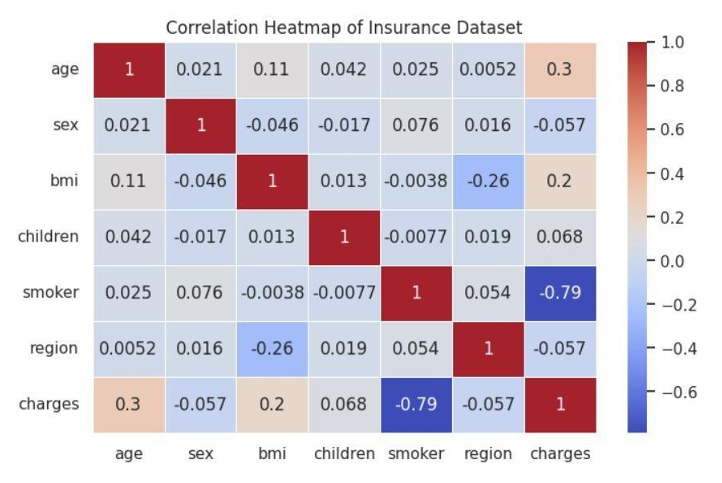 Correlation Heatmap of Insurance Dataset
age 1 0.021 0.11 0.042 0.025 0.0052 0.3
sex 0.021 1 -0.046 -0.017 0.076 0.016 -0.057
bmi 0.11 -0.046 1 0.013 -0.0038 -0.26 0.2
children 0.042 -0.017 0.013 1 -0.0077 0.019 0.068
smoker 0.025 0.076 -0.0038 -0.0077 1 0.054 -0.79
region 0.0052 0.016 -0.26 0.019 0.054 1 -0.057
charges 0.3 -0.057 0.2 0.068 -0.79 -0.057 1
age sex bmi children smoker region charges
1.0
0.8
0.6
0.4
0.2
0.0
−0.2
−0.4
−0.6